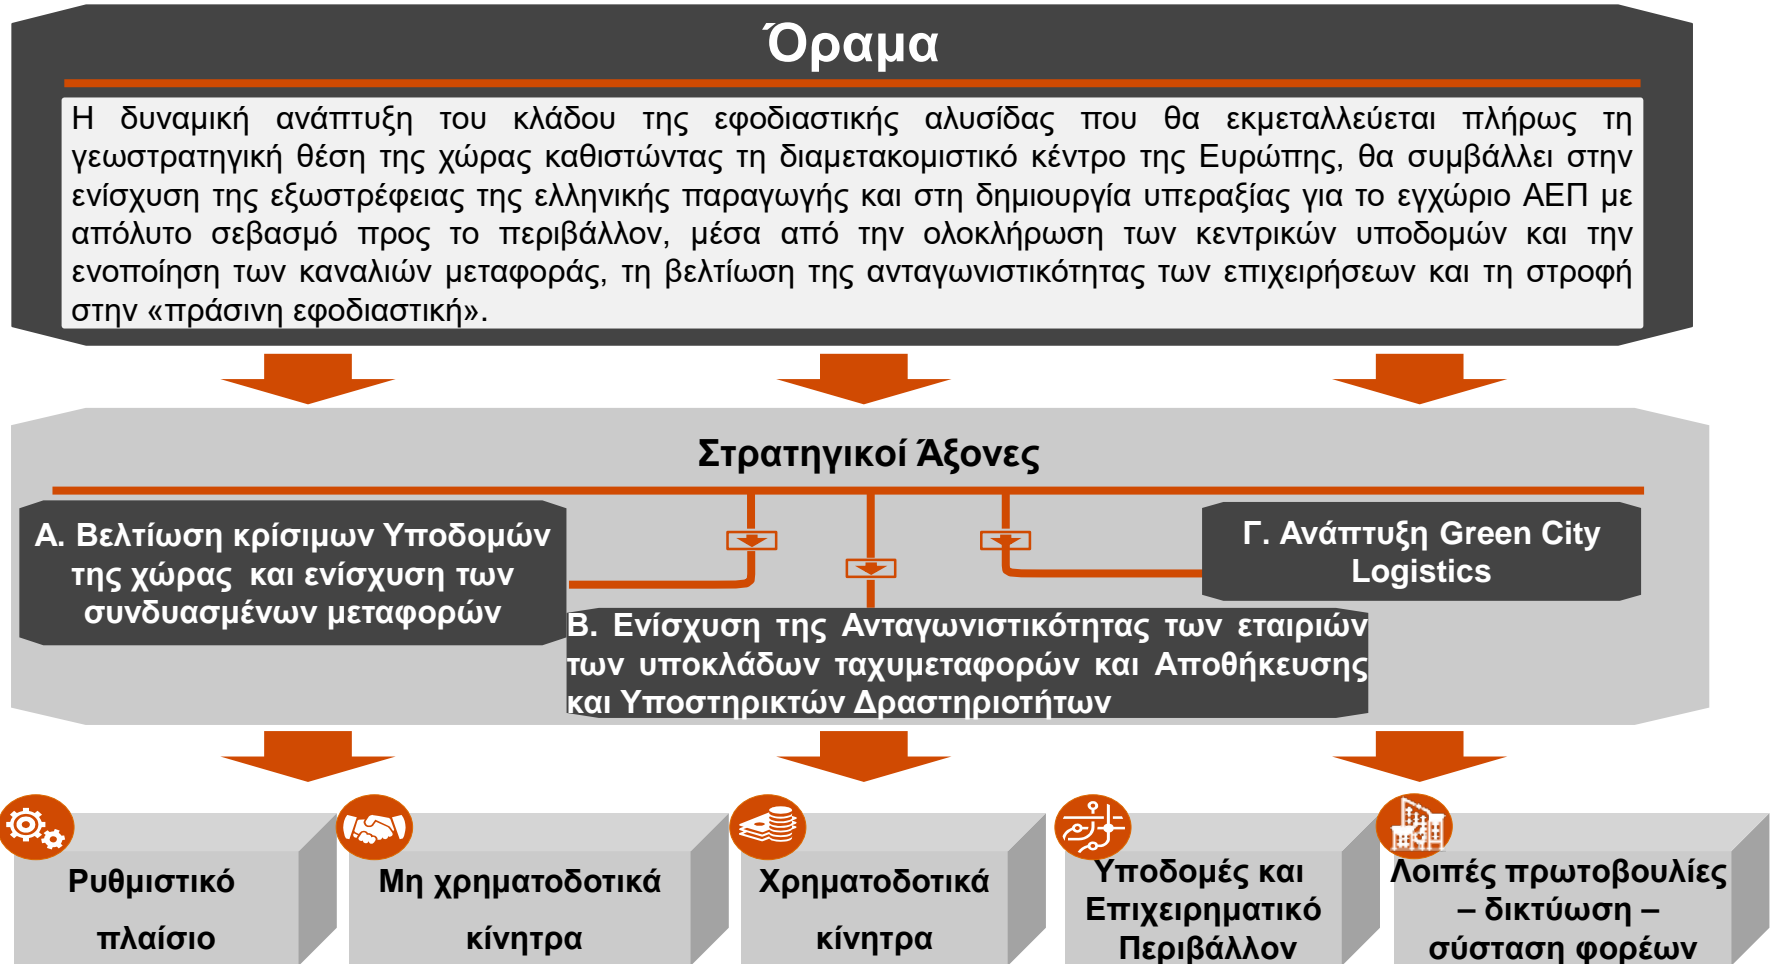 Όραμα
Η δυναμική ανάπτυξη του κλάδου της εφοδιαστικής αλυσίδας που θα εκμεταλλεύεται πλήρως τη
γεωστρατηγική θέση της χώρας καθιστώντας τη διαμετακομιστικό κέντρο της Ευρώπης, θα συμβάλλει στην
ενίσχυση της εξωστρέφειας της ελληνικής παραγωγής και στη δημιουργία υπεραξίας για το εγχώριο ΑΕΠ με
απόλυτο σεβασμό προς το περιβάλλον, μέσα από την ολοκλήρωση των κεντρικών υποδομών και την
ενοποίηση των καναλιών μεταφοράς, τη βελτίωση της ανταγωνιστικότητας των επιχειρήσεων και τη στροφή
στην «πράσινη εφοδιαστική».
Στρατηγικοί Άξονες
Α. Βελτίωση κρίσιμων Υποδομών
της χώρας και ενίσχυση των
συνδυασμένων μεταφορών
Β. Ενίσχυση της Ανταγωνιστικότητας των εταιριών
των υποκλάδων ταχυμεταφορών και Αποθήκευσης
και Υποστηρικτών Δραστηριοτήτων
Γ. Ανάπτυξη Green City
Logistics
Ρυθμιστικό
πλαίσιο
Μη χρηματοδοτικά
κίνητρα
Χρηματοδοτικά
κίνητρα
Υποδομές και
Επιχειρηματικό
Περιβάλλον
Λοιπές πρωτοβουλίες
– δικτύωση –
σύσταση φορέων